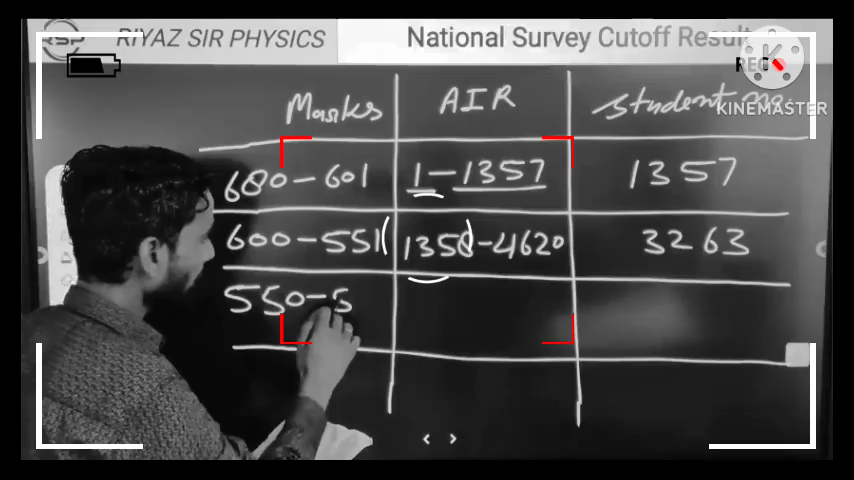 RSP RIYAZ SIR PHYSICS National Survey Cutoff Result
REC
KINEMASTER
Marks AIR Student no
680-601 1-1357 1357
600-551 1358-4620 3263
550-5